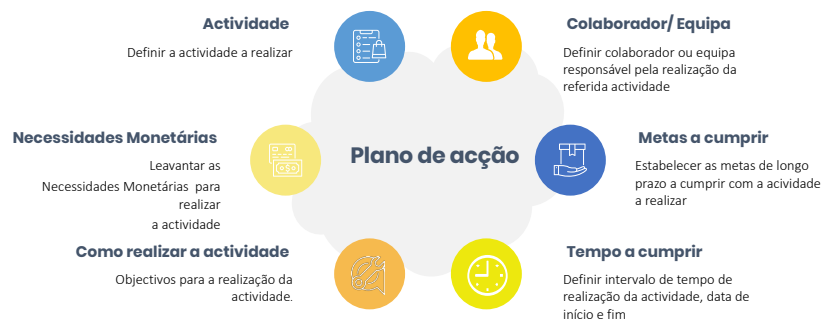 Actividade
Definir a actividade a realizar
Colaborador/ Equipa
Definir colaborador ou equipa
responsável pela realização da
referida actividade
Necessidades Monetárias
Leavantar as
Necessidades Monetárias para
realizar
a actividade
Plano de acção
Metas a cumprir
Estabelecer as metas de longo
prazo a cumprir com a acividade
a realizar
Como realizar a actividade
Objectivos para a realização da
actividade.
Tempo a cumprir
Definir intervalo de tempo de
realização da actividade, data de
início e fim